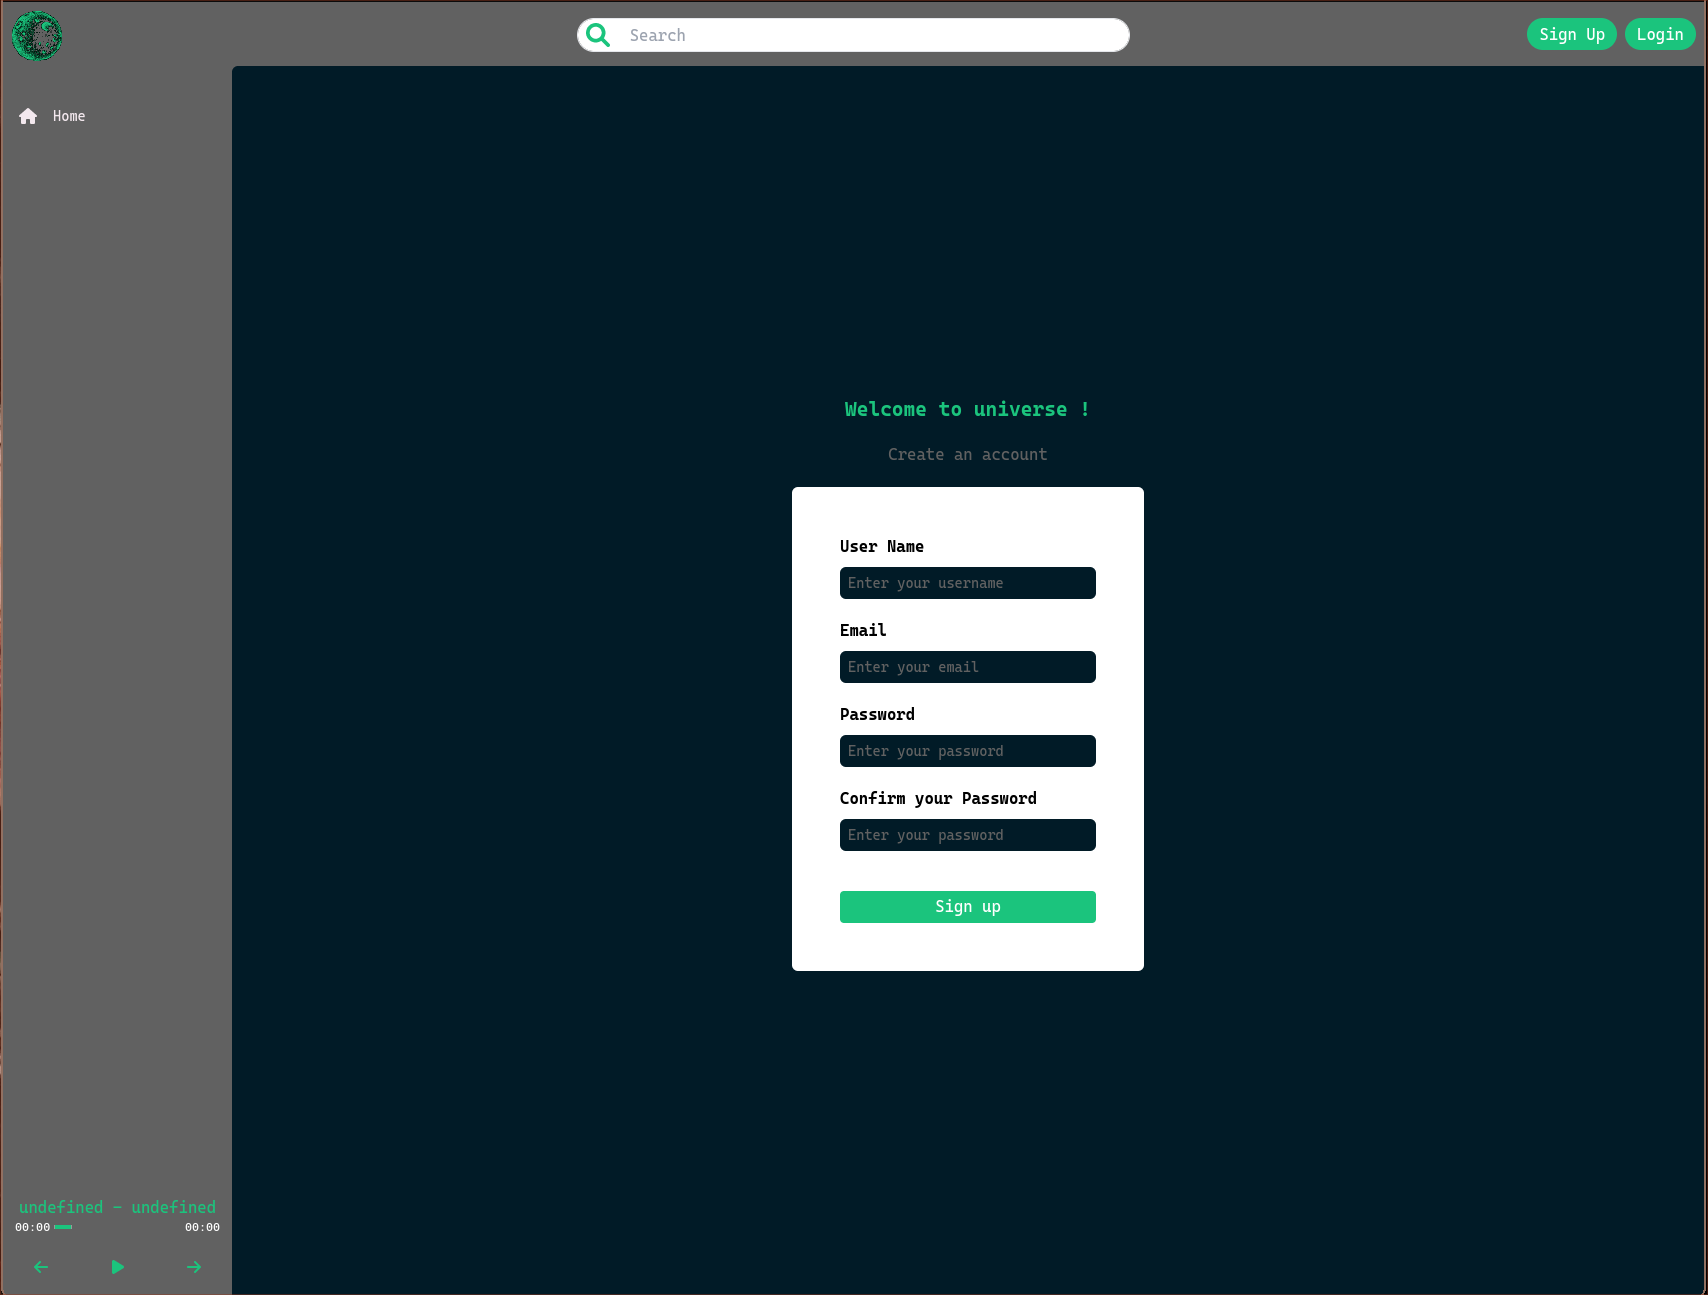 Search
Sign Up
Login
Home
Welcome to universe !
Create an account
User Name
Enter your username
Email
Enter your email
Password
Enter your password
Confirm your Password
Enter your password
Sign up
undefined - undefined
00:00
00:00